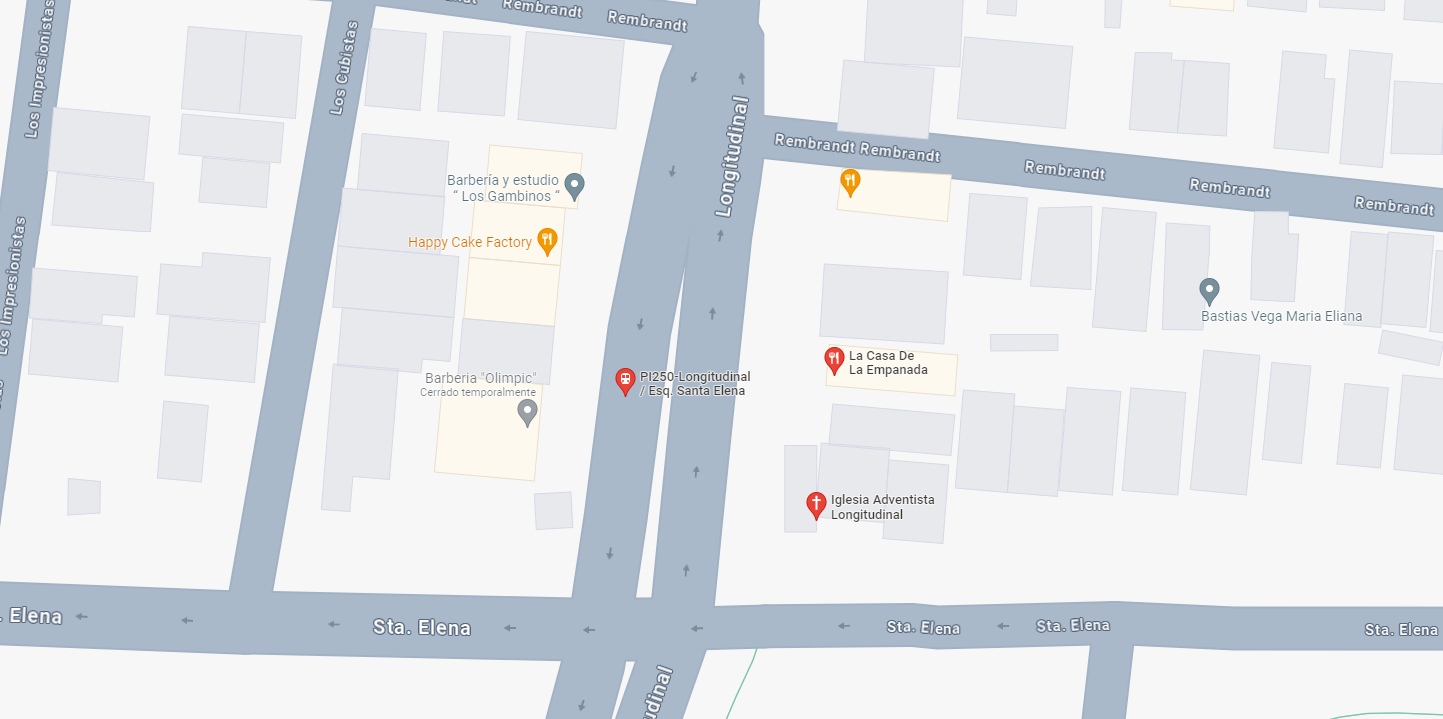 Rembrandt
Rembrandt
Los Impresionistas
Los Cubistas
Longitudinal
Rembrandt Rembrandt
Rembrandt
Rembrandt
Rembrandt
Barbería y estudio
“ Los Gambinos “
Happy Cake Factory
Los Impresionistas
Bastias Vega Maria Eliana
La Casa De
La Empanada
PI250-Longitudinal
/ Esq. Santa Elena
Barberia "Olimpic"
Cerrado temporalmente
Iglesia Adventista
Longitudinal
. Elena
Sta. Elena
Sta. Elena
Sta. Elena
Sta. Elena
udinal